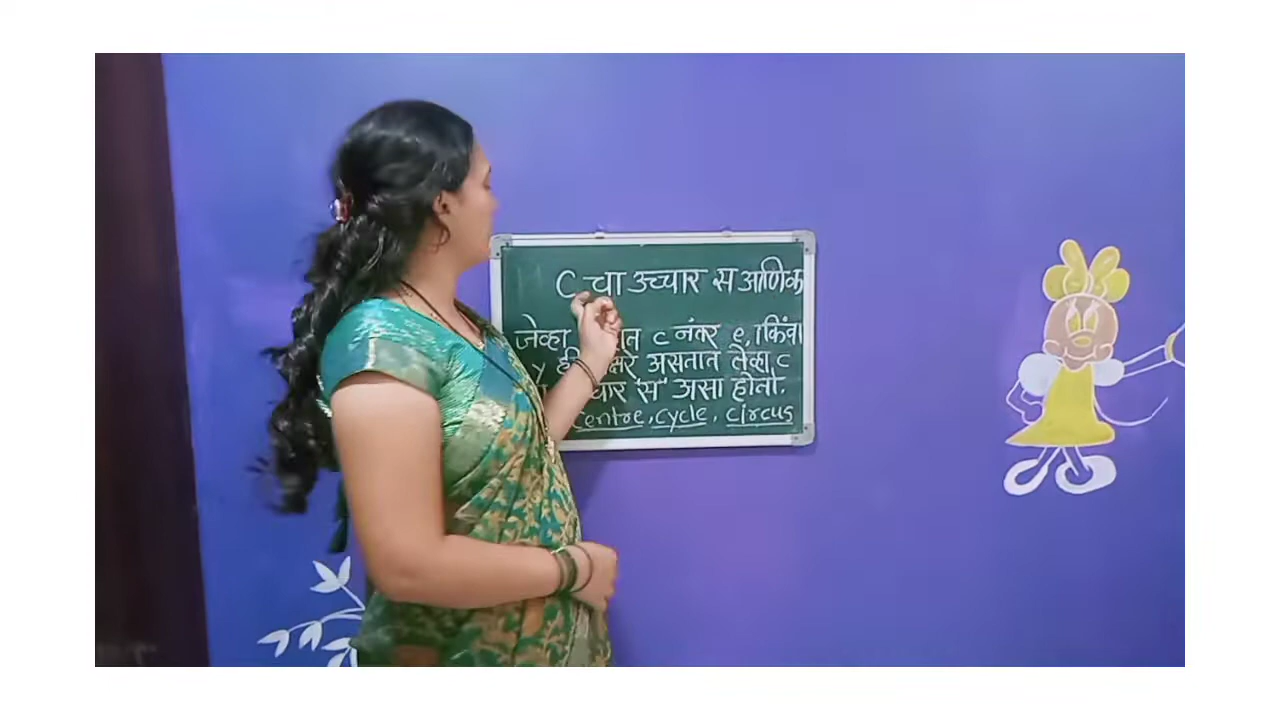 C चा उच्चार स आणि क
जेव्हा c नंतर e, i किंवा
y ही असतात तेव्हा c
"स" असा होतो.
centre, cycle, circus